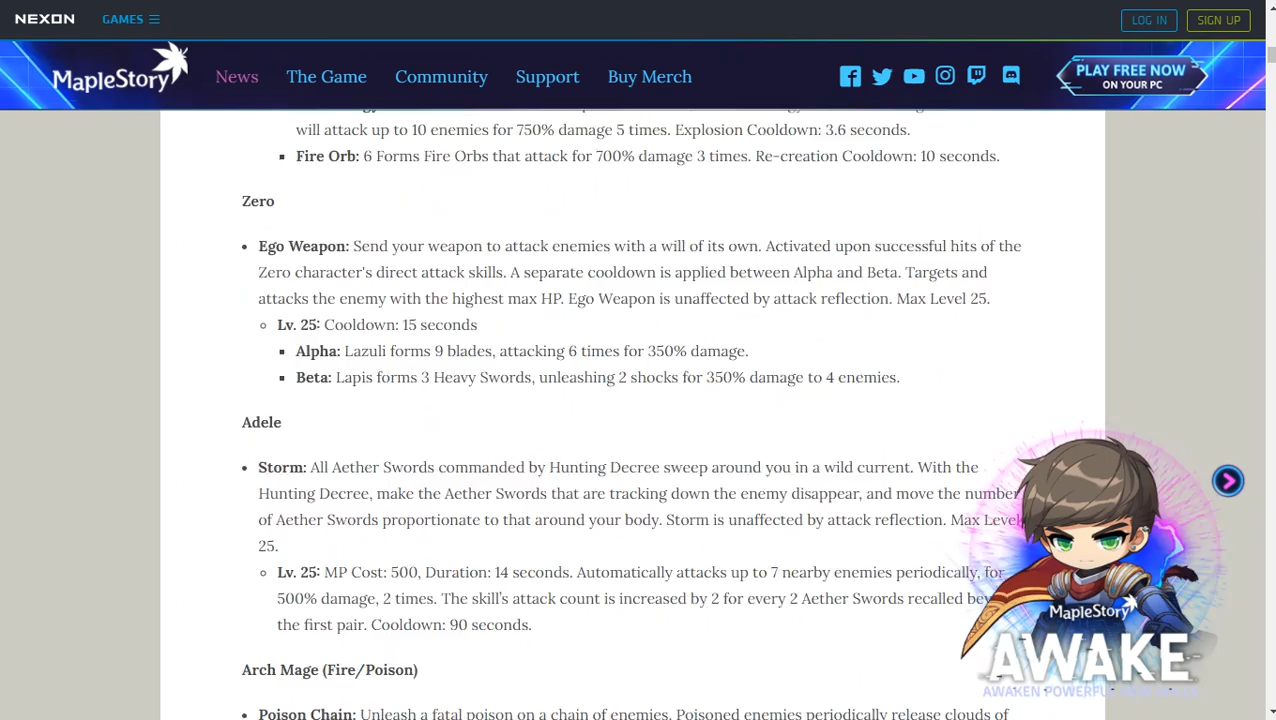 NEXON GAMES LOG IN SIGN UP
MapleStory News The Game Community Support Buy Merch PLAY FREE NOW
ON YOUR PC
will attack up to 10 enemies for 750% damage 5 times. Explosion Cooldown: 3.6 seconds.
▪ Fire Orb: 6 Forms Fire Orbs that attack for 700% damage 3 times. Re-creation Cooldown: 10 seconds.
Zero
• Ego Weapon: Send your weapon to attack enemies with a will of its own. Activated upon successful hits of the
Zero character's direct attack skills. A separate cooldown is applied between Alpha and Beta. Targets and
attacks the enemy with the highest max HP. Ego Weapon is unaffected by attack reflection. Max Level 25.
◦ Lv. 25: Cooldown: 15 seconds
▪ Alpha: Lazuli forms 9 blades, attacking 6 times for 350% damage.
▪ Beta: Lapis forms 3 Heavy Swords, unleashing 2 shocks for 350% damage to 4 enemies.
Adele
• Storm: All Aether Swords commanded by Hunting Decree sweep around you in a wild current. With the
Hunting Decree, make the Aether Swords that are tracking down the enemy disappear, and move the number
of Aether Swords proportionate to that around your body. Storm is unaffected by attack reflection. Max Level
25.
◦ Lv. 25: MP Cost: 500, Duration: 14 seconds. Automatically attacks up to 7 nearby enemies periodically, for
500% damage, 2 times. The skill's attack count is increased by 2 for every 2 Aether Swords recalled
the first pair. Cooldown: 90 seconds.
MapleStory
AWAKE
Arch Mage (Fire/Poison)
• Poison Chain: Unleash a fatal poison on a chain of enemies. Poisoned enemies periodically release clouds of